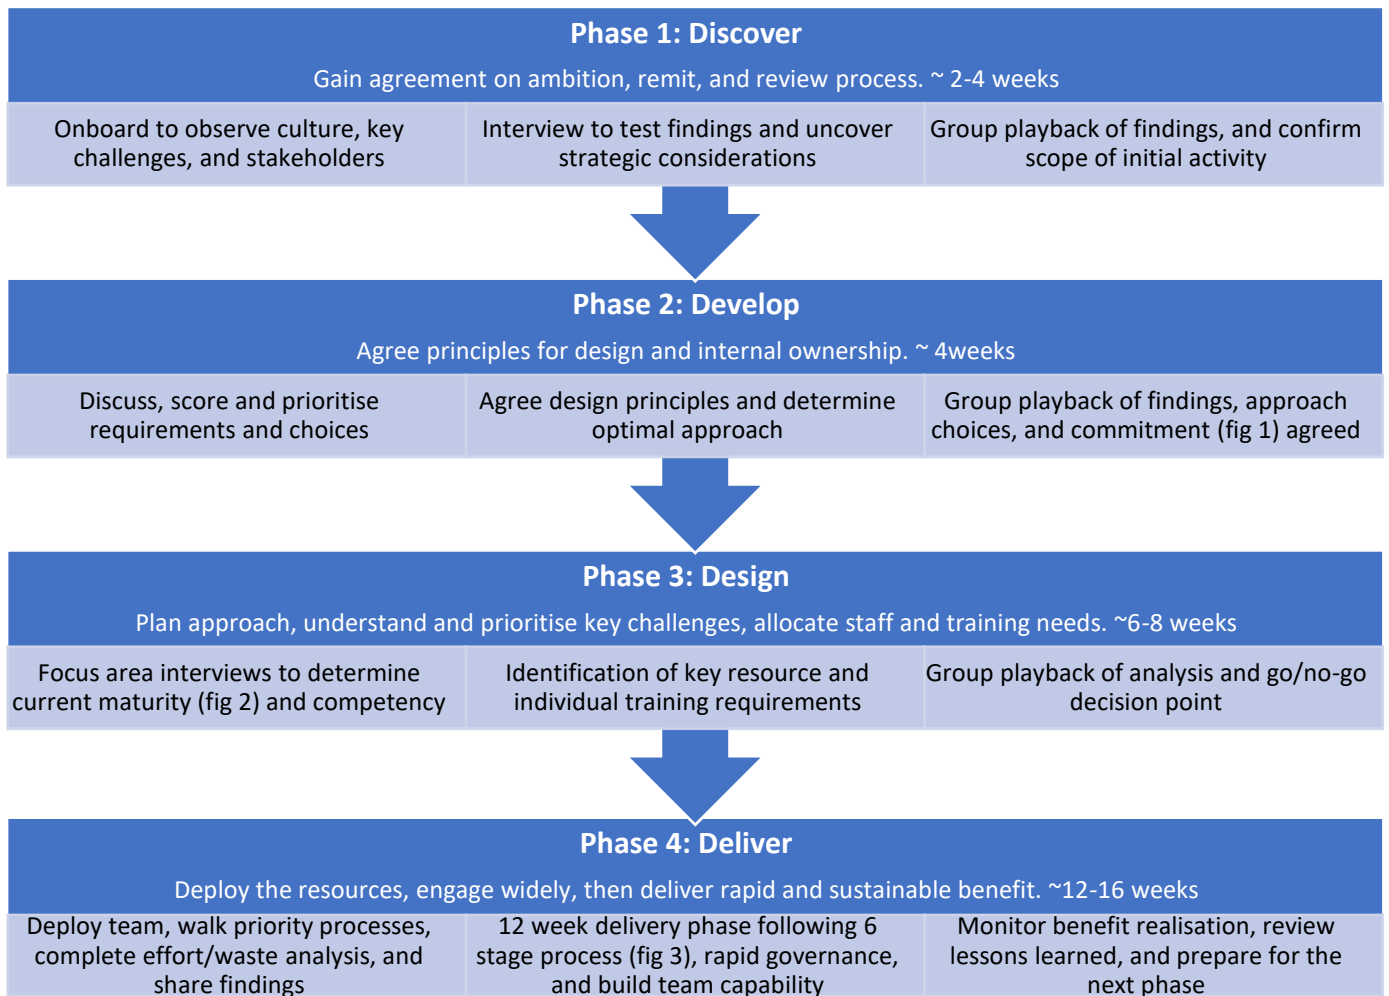 Phase 1: Discover
Gain agreement on ambition, remit, and review process. ~ 2-4 weeks
Onboard to observe culture, key
challenges, and stakeholders
Interview to test findings and uncover
strategic considerations
Group playback of findings, and confirm
scope of initial activity
Phase 2: Develop
Agree principles for design and internal ownership. ~ 4weeks
Discuss, score and prioritise
requirements and choices
Agree design principles and determine
optimal approach
Group playback of findings, approach
choices, and commitment (fig 1) agreed
Phase 3: Design
Plan approach, understand and prioritise key challenges, allocate staff and training needs. ~6-8 weeks
Focus area interviews to determine
current maturity (fig 2) and competency
Identification of key resource and
individual training requirements
Group playback of analysis and go/no-go
decision point
Phase 4: Deliver
Deploy the resources, engage widely, then deliver rapid and sustainable benefit. ~12-16 weeks
Deploy team, walk priority processes,
complete effort/waste analysis, and
share findings
12 week delivery phase following 6
stage process (fig 3), rapid governance,
and build team capability
Monitor benefit realisation, review
lessons learned, and prepare for the
next phase